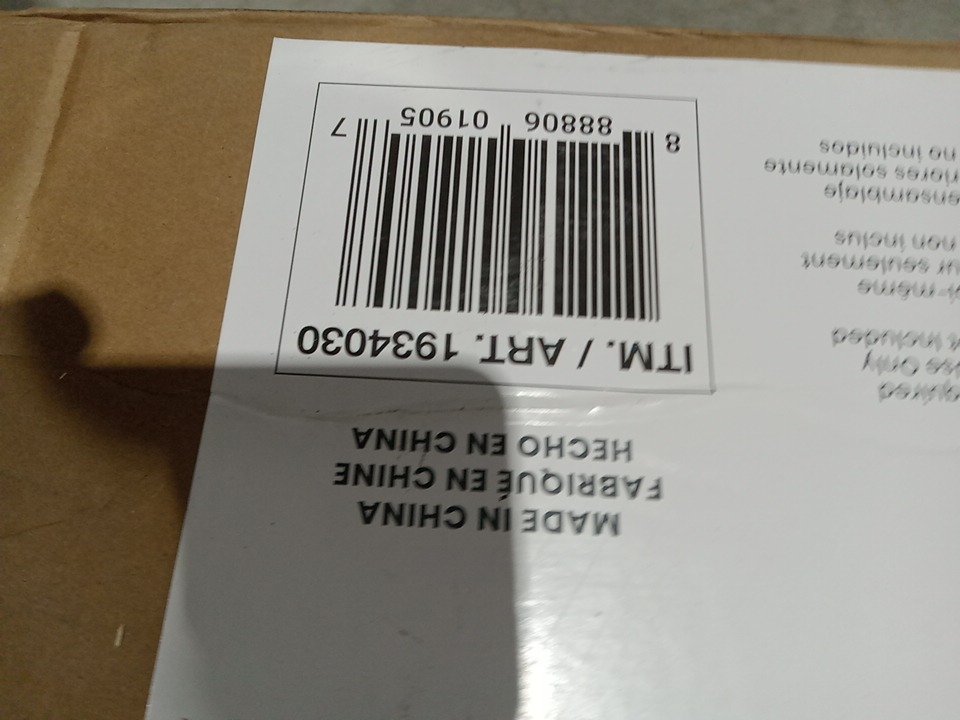 Use Only
included
seulement
non inclus
ensamblaje
solamente
no incluidos
MADE IN CHINA
FABRIQUÉ EN CHINE
HECHO EN CHINA
ITM. / ART. 1934030
8 88806 01905 7